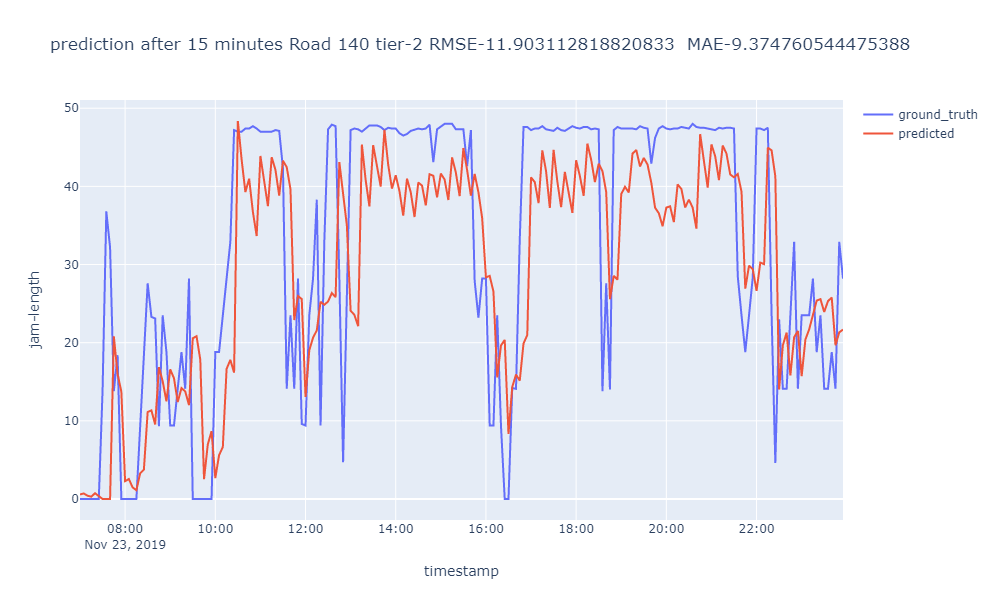 prediction after 15 minutes Road 140 tier-2 RMSE-11.903112818820833  MAE-9.374760544475388
ground_truth
predicted
jam-length
50
40
30
20
10
0
08:00 10:00 12:00 14:00 16:00 18:00 20:00 22:00
Nov 23, 2019
timestamp